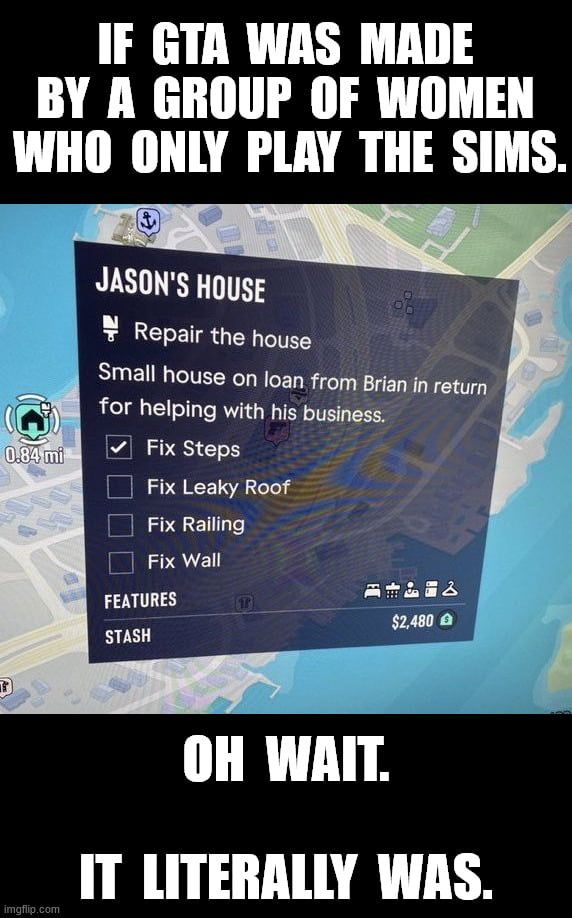 IF GTA WAS MADE
BY A GROUP OF WOMEN
WHO ONLY PLAY THE SIMS.
JASON'S HOUSE
Repair the house
Small house on loan from Brian in return
for helping with his business.
0.84 mi
Fix Steps
Fix Leaky Roof
Fix Railing
Fix Wall
FEATURES
STASH
$2,480
OH WAIT.
IT LITERALLY WAS.
imgflip.com